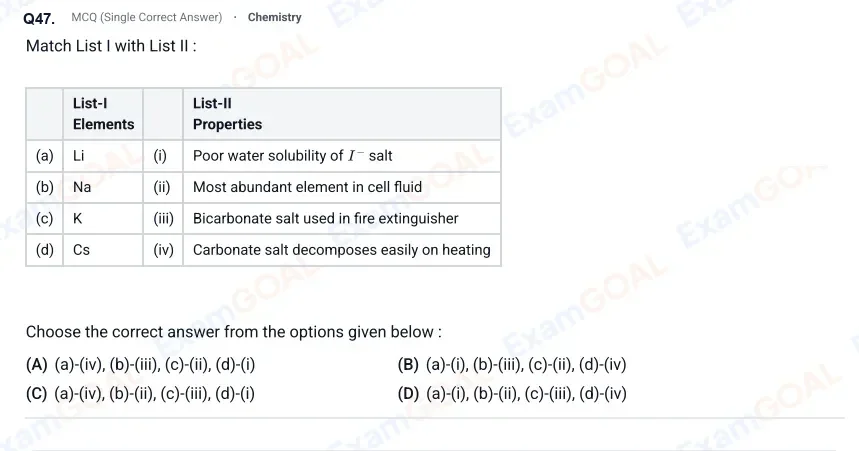 Q47. MCQ (Single Correct Answer) · Chemistry
Match List I with List II :
List-I Elements List-II Properties
(a) Li (i) Poor water solubility of I⁻ salt
(b) Na (ii) Most abundant element in cell fluid
(c) K (iii) Bicarbonate salt used in fire extinguisher
(d) Cs (iv) Carbonate salt decomposes easily on heating
Choose the correct answer from the options given below :
(A) (a)-(iv), (b)-(iii), (c)-(ii), (d)-(i) (B) (a)-(i), (b)-(iii), (c)-(ii), (d)-(iv)
(C) (a)-(iv), (b)-(ii), (c)-(iii), (d)-(i) (D) (a)-(i), (b)-(ii), (c)-(iii), (d)-(iv)
ExamGOAL